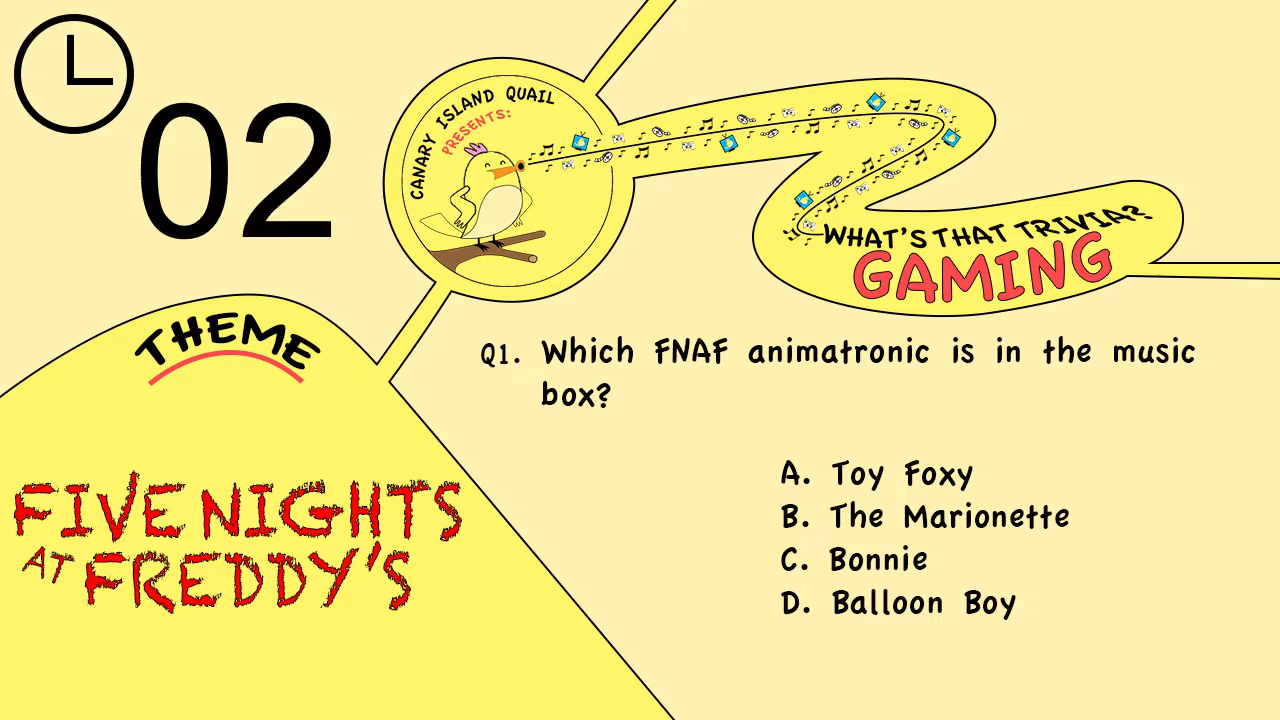 02
CANARY ISLAND QUAIL
PRESENTS:
WHAT'S THAT TRIVIA?
GAMING
THEME
FIVE NIGHTS
AT FREDDY'S
Q1. Which FNAF animatronic is in the music
box?
A. Toy Foxy
B. The Marionette
C. Bonnie
D. Balloon Boy